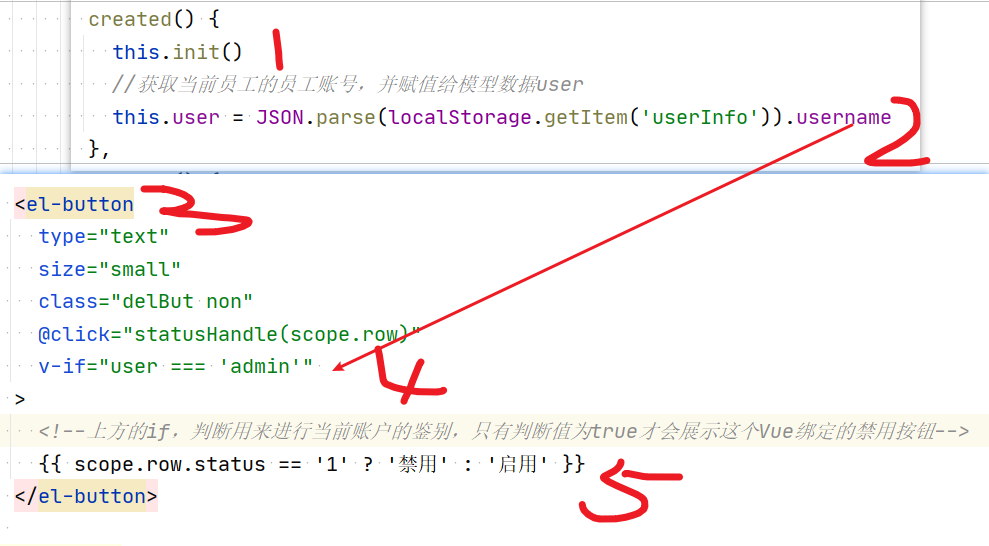 created() {
this.init()
1
//获取当前员工的员工账号，并赋值给模型数据user
this.user = JSON.parse(localStorage.getItem('userInfo')).username
2
},
<el-button
3
type="text"
size="small"
class="delBut non"
@click="statusHandle(scope.row)"
v-if="user === 'admin'"
4
>
<!--上方的if，判断用来进行当前账户的鉴别，只有判断值为true才会展示这个Vue绑定的禁用按钮-->
{{ scope.row.status == '1' ? '禁用' : '启用' }}
5
</el-button>